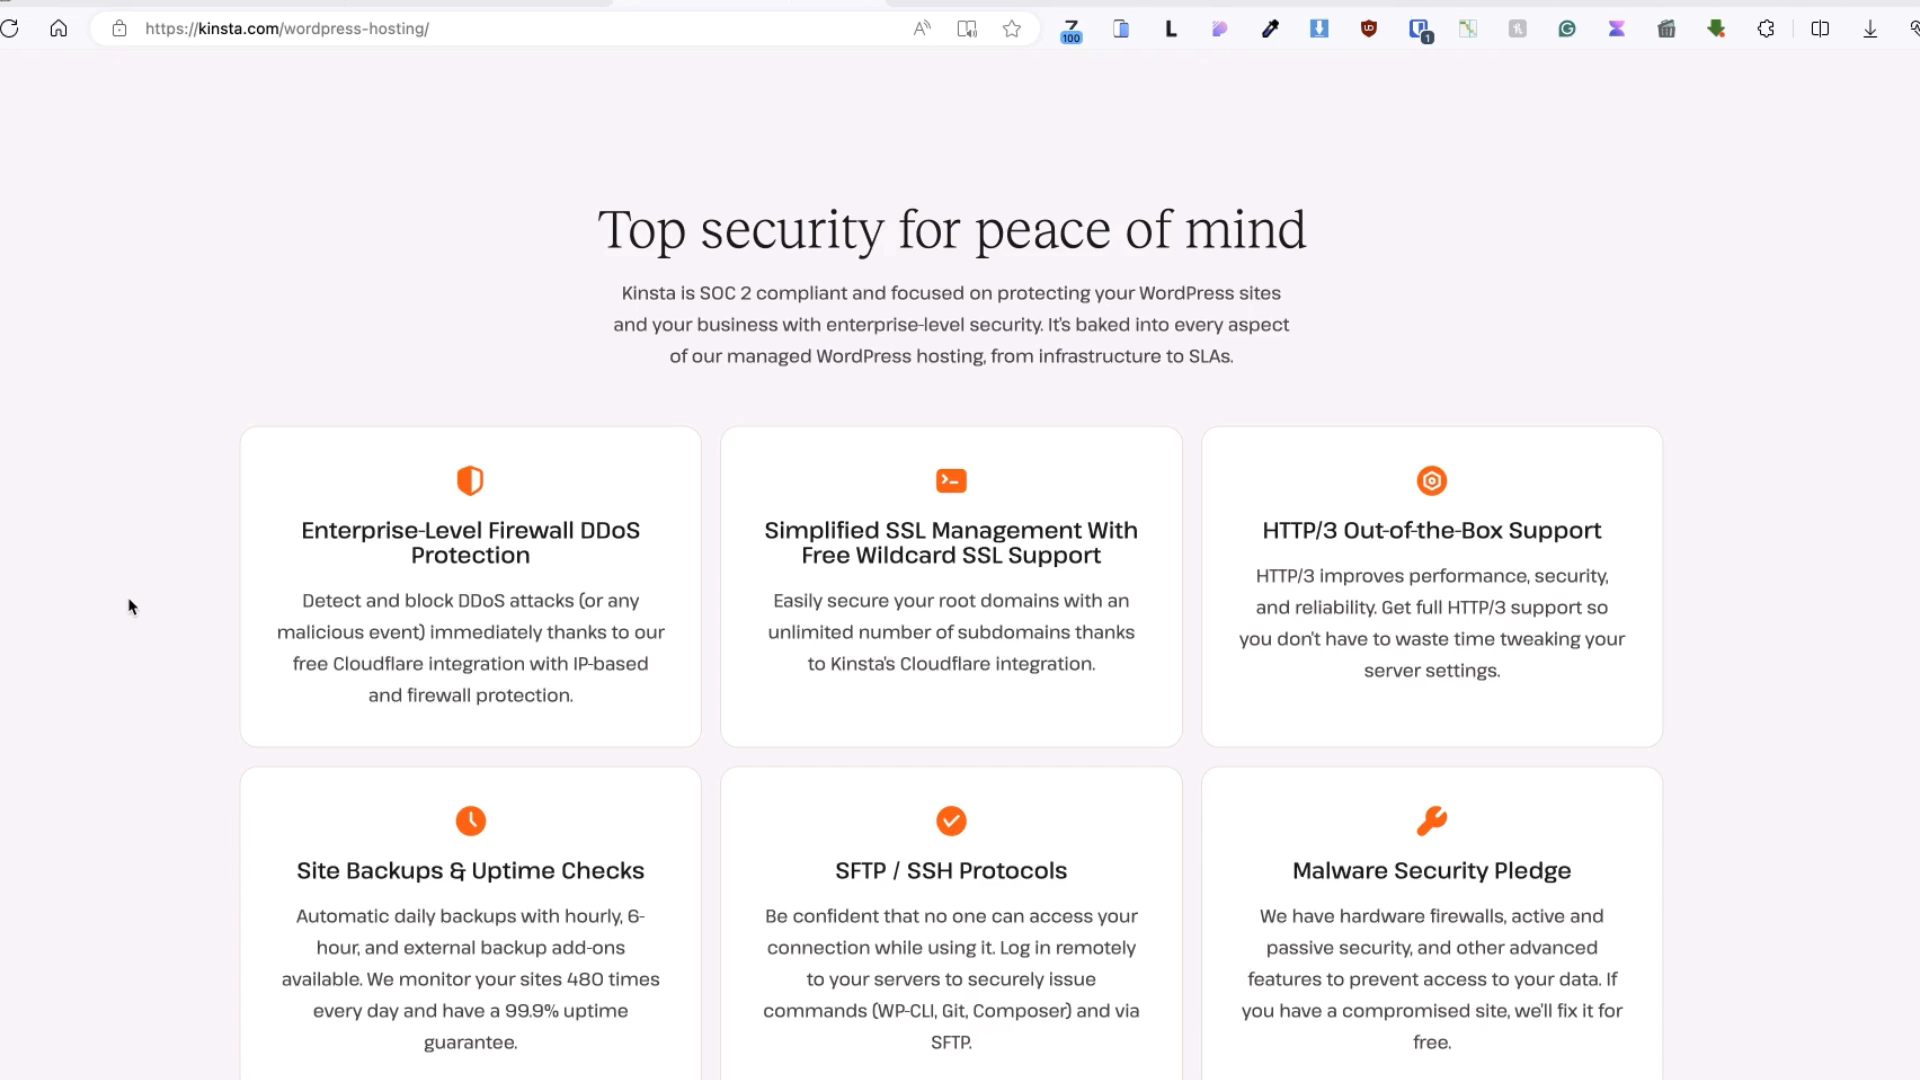 https://kinsta.com/wordpress-hosting/
100
1
Top security for peace of mind
Kinsta is SOC 2 compliant and focused on protecting your WordPress sites
and your business with enterprise-level security. It's baked into every aspect
of our managed WordPress hosting, from infrastructure to SLAs.
Enterprise-Level Firewall DDoS
Protection
Detect and block DDoS attacks (or any
malicious event) immediately thanks to our
free Cloudflare integration with IP-based
and firewall protection.
Simplified SSL Management With
Free Wildcard SSL Support
Easily secure your root domains with an
unlimited number of subdomains thanks
to Kinsta's Cloudflare integration.
HTTP/3 Out-of-the-Box Support
HTTP/3 improves performance, security,
and reliability. Get full HTTP/3 support so
you don't have to waste time tweaking your
server settings.
Site Backups & Uptime Checks
Automatic daily backups with hourly, 6-
hour, and external backup add-ons
available. We monitor your sites 480 times
every day and have a 99.9% uptime
guarantee.
SFTP / SSH Protocols
Be confident that no one can access your
connection while using it. Log in remotely
to your servers to securely issue
commands (WP-CLI, Git, Composer) and via
SFTP.
Malware Security Pledge
We have hardware firewalls, active and
passive security, and other advanced
features to prevent access to your data. If
you have a compromised site, we'll fix it for
free.